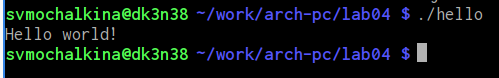 svmochalkina@dk3n38 ~/work/arch-pc/lab04 $ ./hello
Hello world!
svmochalkina@dk3n38 ~/work/arch-pc/lab04 $